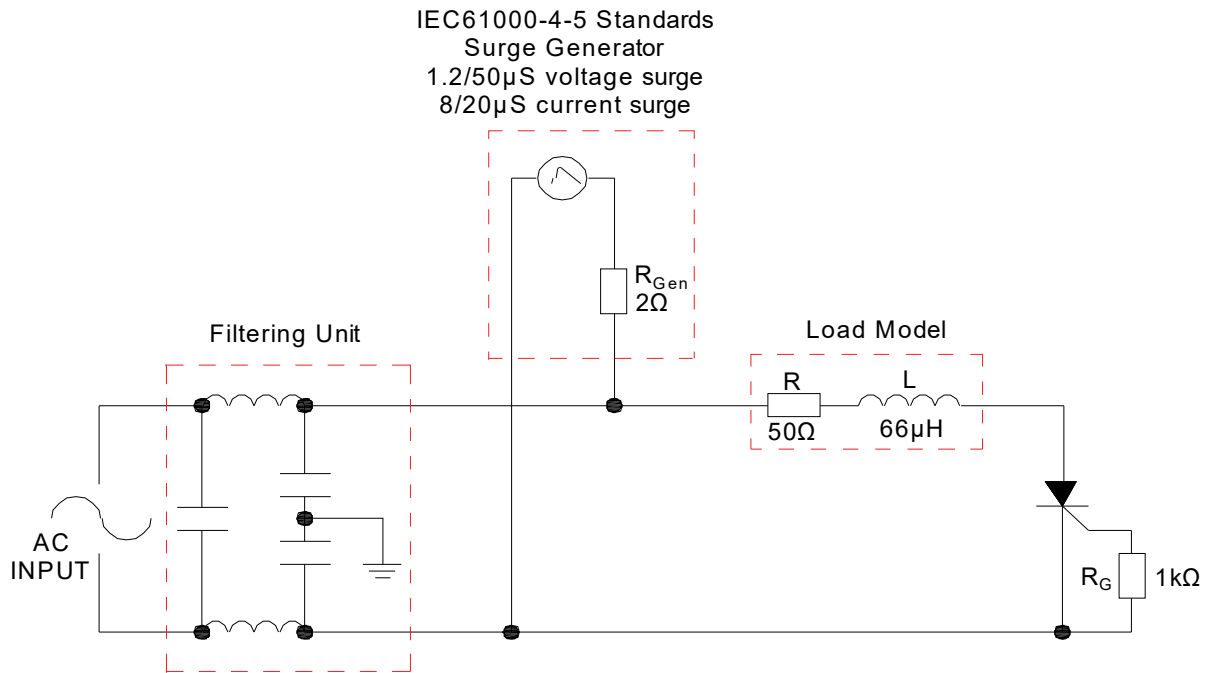 IEC61000-4-5 Standards
Surge Generator
1.2/50µS voltage surge
8/20µS current surge
R_Gen
2Ω
Filtering Unit
Load Model
R
L
50Ω
66µH
AC
INPUT
R_G
1kΩ